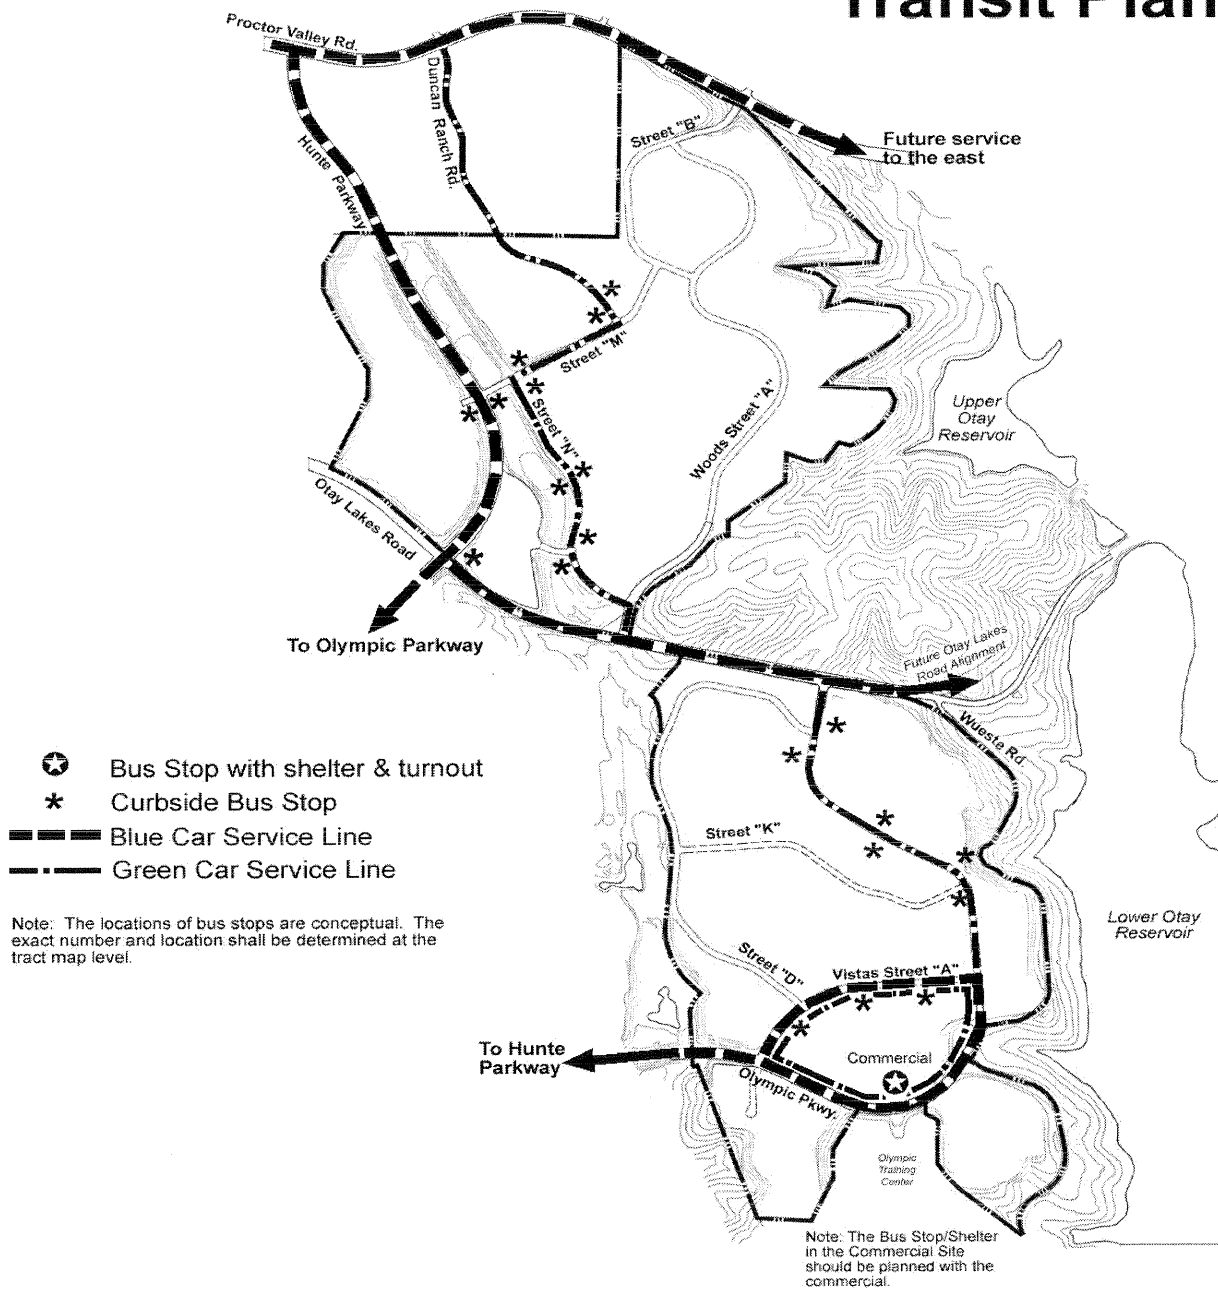 Transit Plan
Proctor Valley Rd.
Duncan Ranch Rd.
Hunte Parkway
Street "B"
Future service
to the east
Street "M"
Street "N"
Woods Street "A"
Upper
Otay
Reservoir
Otay Lakes Road
To Olympic Parkway
Future Otay Lakes
Road Alignment
Wueste Rd.
Bus Stop with shelter & turnout
Curbside Bus Stop
Blue Car Service Line
Green Car Service Line
Street "K"
Note: The locations of bus stops are conceptual. The
exact number and location shall be determined at the
tract map level.
Lower Otay
Reservoir
Street "D"
Vistas Street "A"
To Hunte
Parkway
Commercial
Olympic Pkwy.
Olympic
Training
Center
Note: The Bus Stop/Shelter
in the Commercial Site
should be planned with the
commercial.